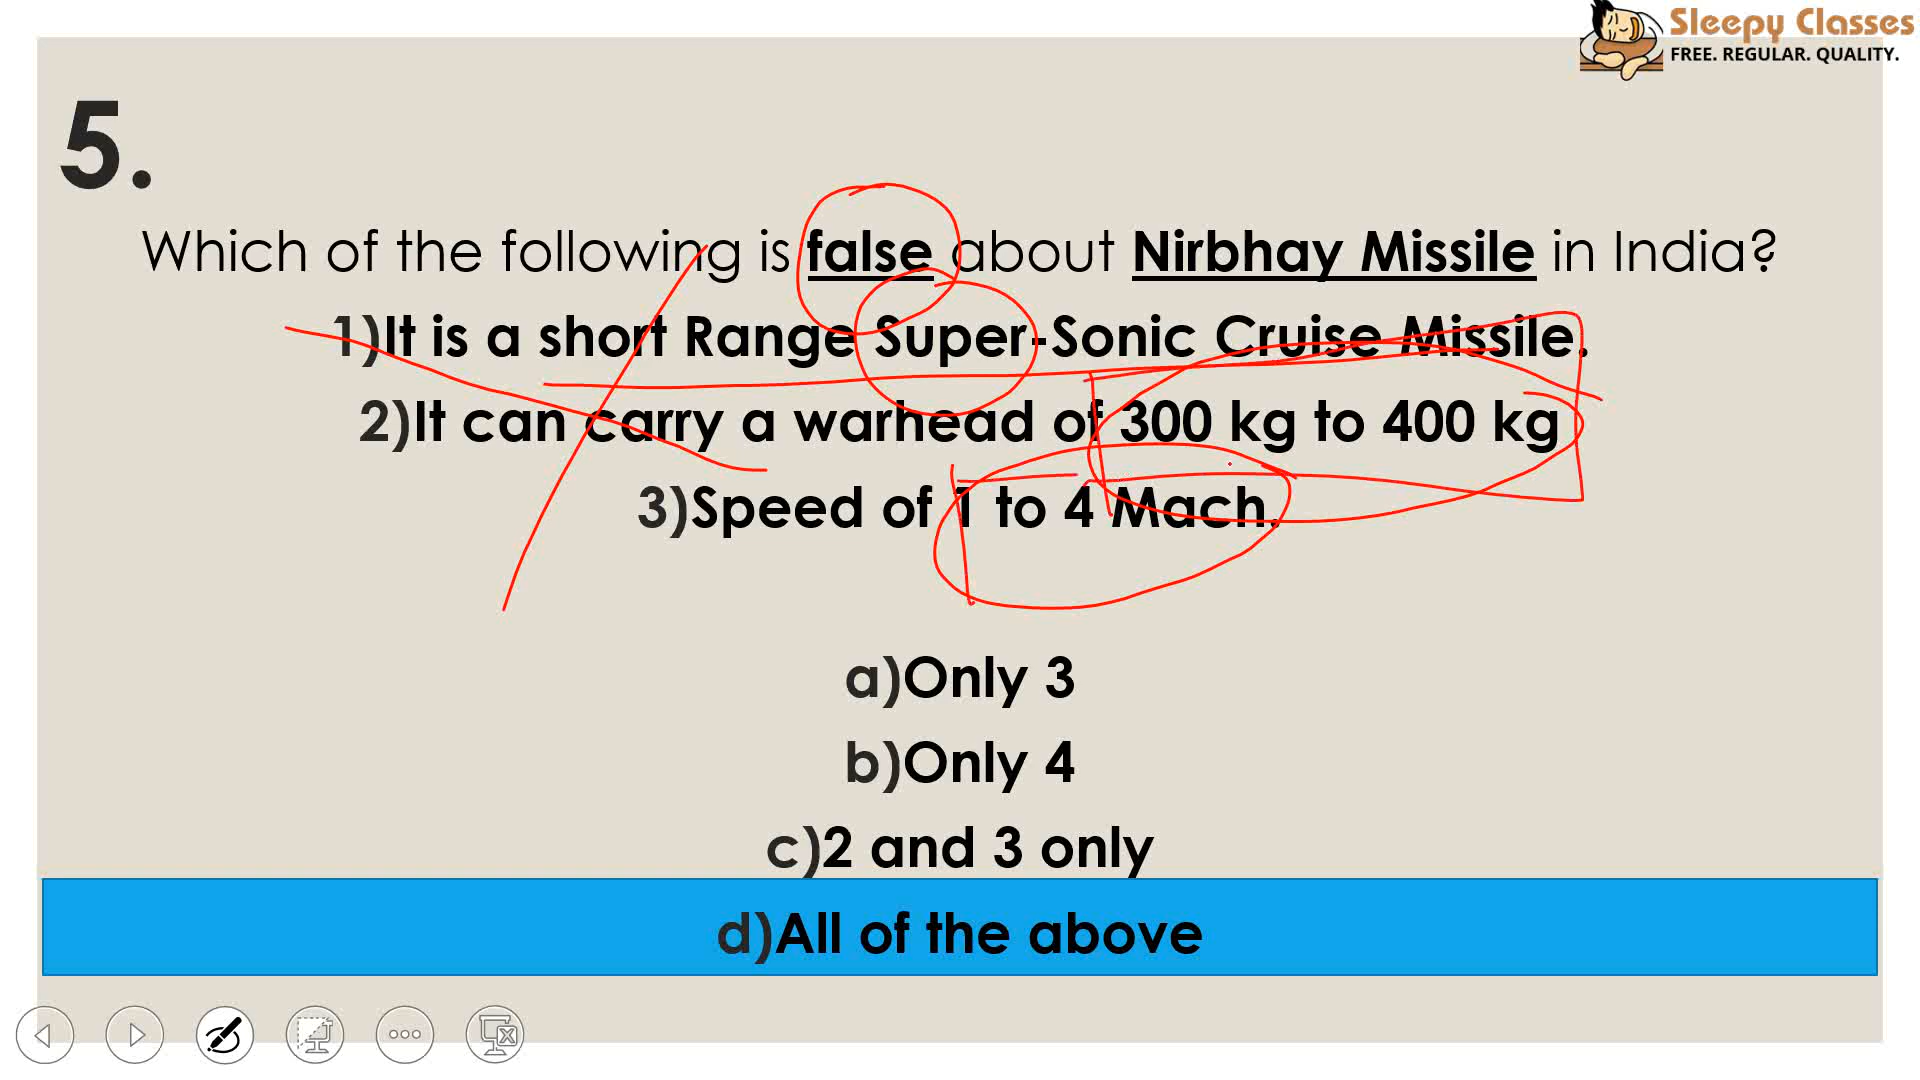 Sleepy Classes
FREE. REGULAR. QUALITY.
5.
Which of the following is false about Nirbhay Missile in India?
1)It is a short Range Super-Sonic Cruise Missile.
2)It can carry a warhead of 300 kg to 400 kg
3)Speed of 1 to 4 Mach.
a)Only 3
b)Only 4
c)2 and 3 only
d)All of the above